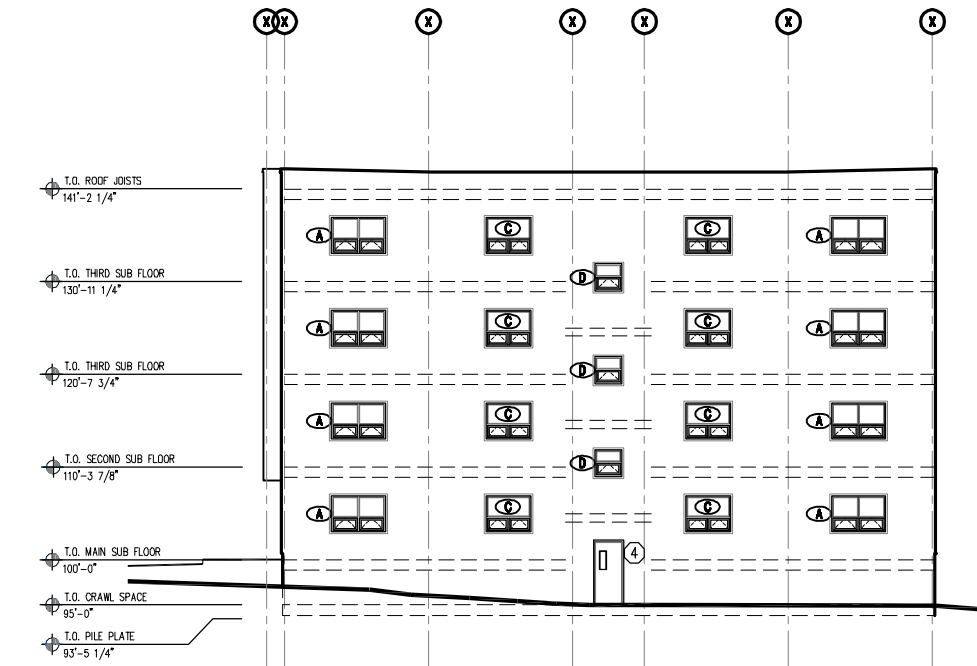 X X X X X X X
T.O. ROOF JOISTS
141'-2 1/4"
A C C A
D
T.O. THIRD SUB FLOOR
130'-11 1/4"
A C C A
D
T.O. THIRD SUB FLOOR
120'-7 3/4"
A C C A
D
T.O. SECOND SUB FLOOR
110'-3 7/8"
A C C A
4
T.O. MAIN SUB FLOOR
100'-0"
T.O. CRAWL SPACE
95'-0"
T.O. PILE PLATE
93'-5 1/4"